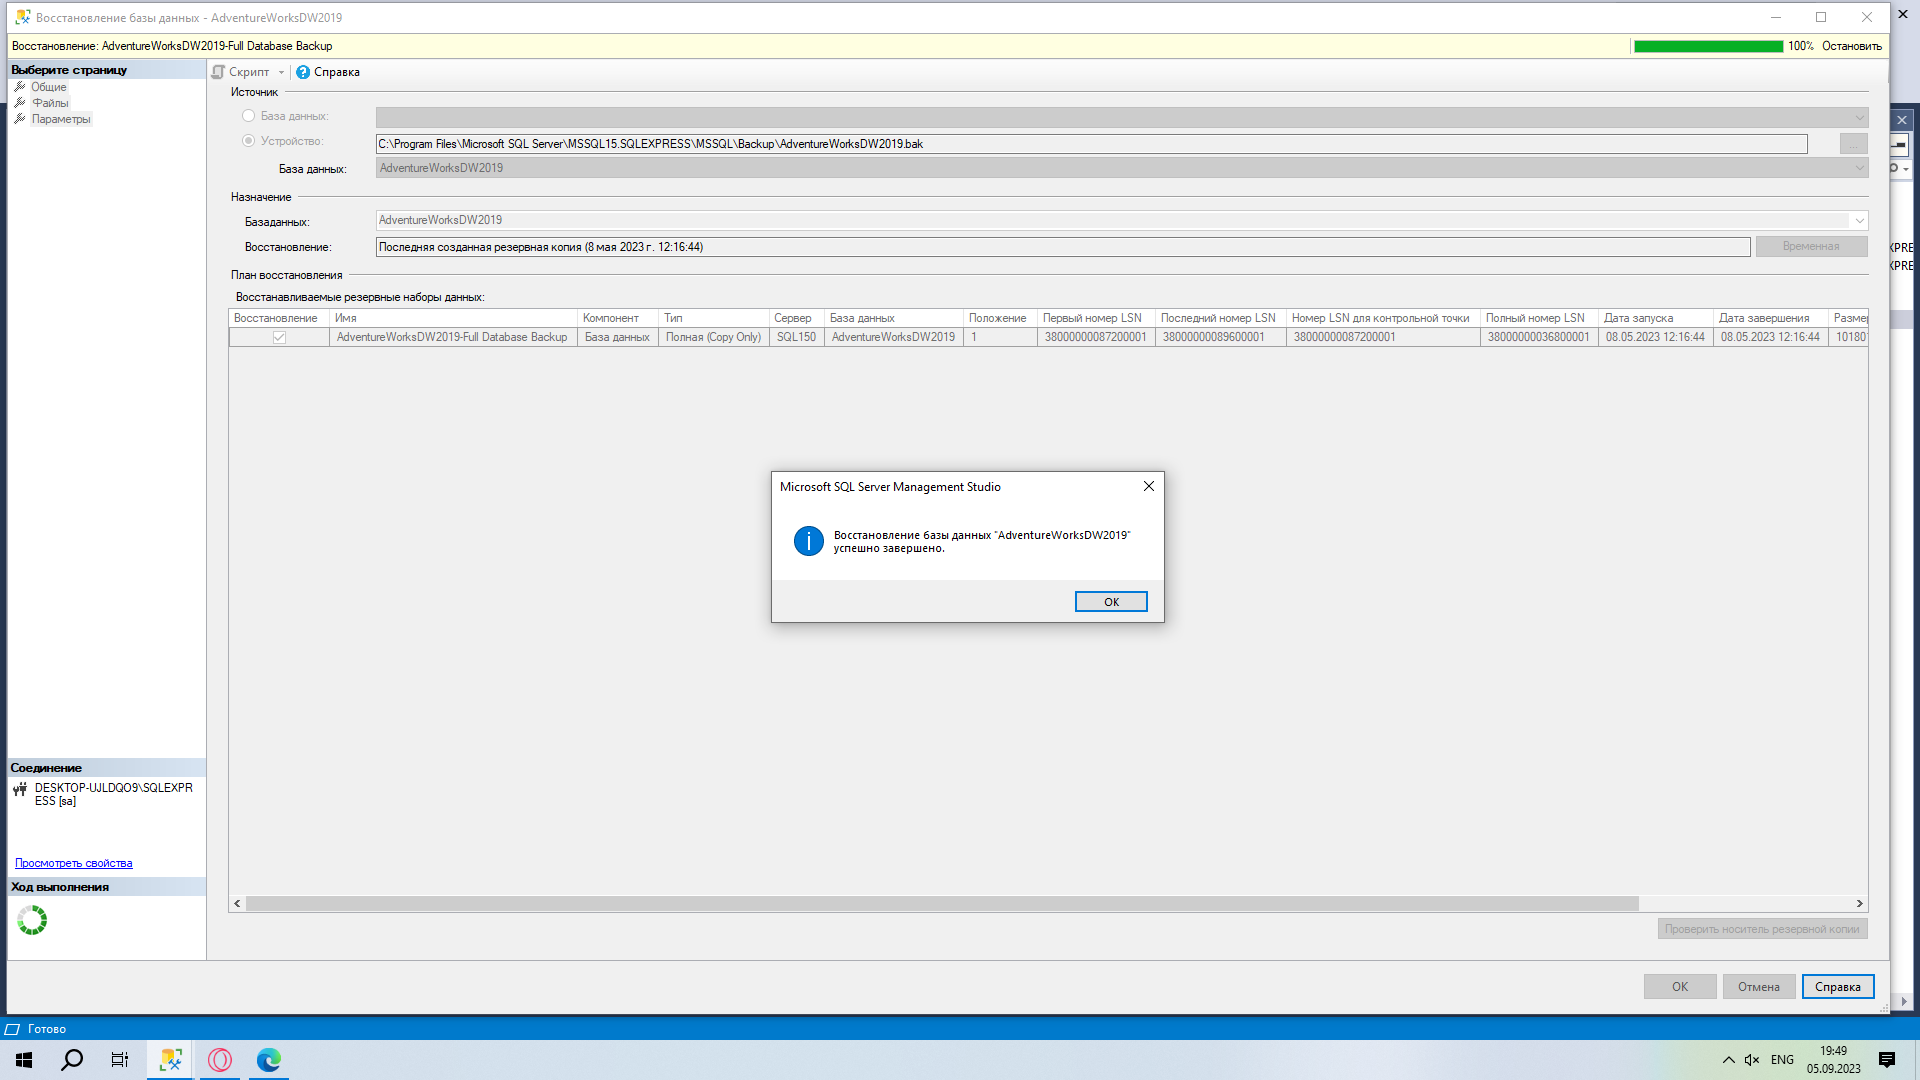 Восстановление базы данных - AdventureWorksDW2019
Восстановление: AdventureWorksDW2019-Full Database Backup
100%
Остановить
Выберите страницу
Общие
Файлы
Параметры
Скрипт
Справка
Источник
База данных:
Устройство:
C:\Program Files\Microsoft SQL Server\MSSQL15.SQLEXPRESS\MSSQL\Backup\AdventureWorksDW2019.bak
...
База данных:
AdventureWorksDW2019
Назначение
Базаданных:
AdventureWorksDW2019
Восстановление:
Последняя созданная резервная копия (8 мая 2023 г. 12:16:44)
Временная
XPRE
XPRE
План восстановления
Восстанавливаемые резервные наборы данных:
Восстановление Имя Компонент Тип Сервер База данных Положение Первый номер LSN Последний номер LSN Номер LSN для контрольной точки Полный номер LSN Дата запуска Дата завершения Размер
AdventureWorksDW2019-Full Database Backup База данных Полная (Copy Only) SQL150 AdventureWorksDW2019 1 38000000087200001 38000000089600001 38000000087200001 38000000036800001 08.05.2023 12:16:44 08.05.2023 12:16:44 101801
Microsoft SQL Server Management Studio
Восстановление базы данных "AdventureWorksDW2019"
успешно завершено.
OK
Соединение
DESKTOP-UJLDQO9\SQLEXPR
ESS [sa]
Просмотреть свойства
Ход выполнения
Проверить носитель резервной копии
OK
Отмена
Справка
Готово
ENG
19:49
05.09.2023